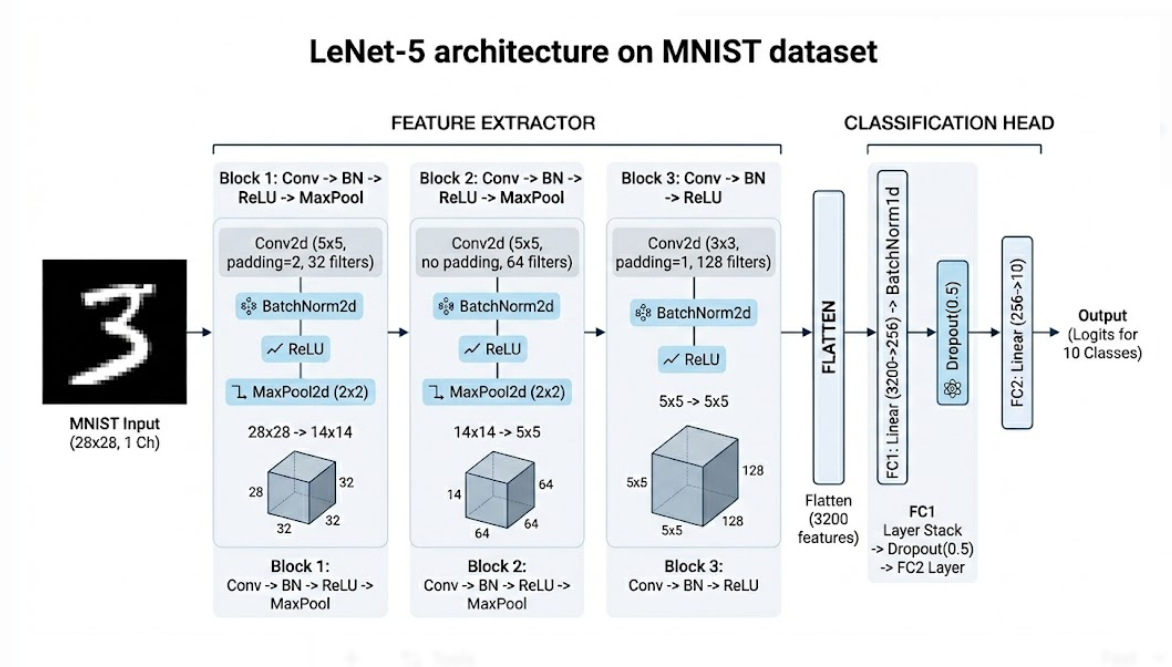 LeNet-5 architecture on MNIST dataset
FEATURE EXTRACTOR
CLASSIFICATION HEAD
Block 1: Conv -> BN ->
ReLU -> MaxPool
Conv2d (5x5,
padding=2, 32 filters)
BatchNorm2d
ReLU
MaxPool2d (2x2)
28x28 -> 14x14
28
32
32
32
Block 1:
Conv -> BN -> ReLU ->
MaxPool
Block 2: Conv -> BN ->
ReLU -> MaxPool
Conv2d (5x5,
no padding, 64 filters)
BatchNorm2d
ReLU
MaxPool2d (2x2)
14x14 -> 5x5
14
64
64
64
Block 2:
Conv -> BN -> ReLU ->
MaxPool
Block 3: Conv -> BN
-> ReLU
Conv2d (3x3,
padding=1, 128 filters)
BatchNorm2d
ReLU
5x5 -> 5x5
5x5
128
128
5x5
Block 3:
Conv -> BN -> ReLU
3
MNIST Input
(28x28, 1 Ch)
FLATTEN
Flatten
(3200
features)
FC1: Linear (3200->256) -> BatchNorm1d
Dropout(0.5)
FC2: Linear (256->10)
FC1
Layer Stack
-> Dropout(0.5)
-> FC2 Layer
Output
(Logits for
10 Classes)